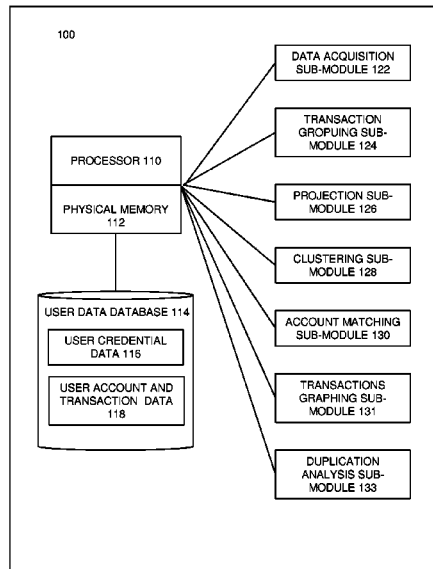 100
PROCESSOR 110
PHYSICAL MEMORY
112
USER DATA DATABASE 114
USER CREDENTIAL
DATA 116
USER ACCOUNT AND
TRANSACTION DATA
118
DATA ACQUISITION
SUB-MODULE 122
TRANSACTION
GROPUING SUB-
MODULE 124
PROJECTION SUB-
MODULE 126
CLUSTERING SUB-
MODULE 128
ACCOUNT MATCHING
SUB-MODULE 130
TRANSACTIONS
GRAPHING SUB-
MODULE 131
DUPLICATION
ANALYSIS SUB-
MODULE 133